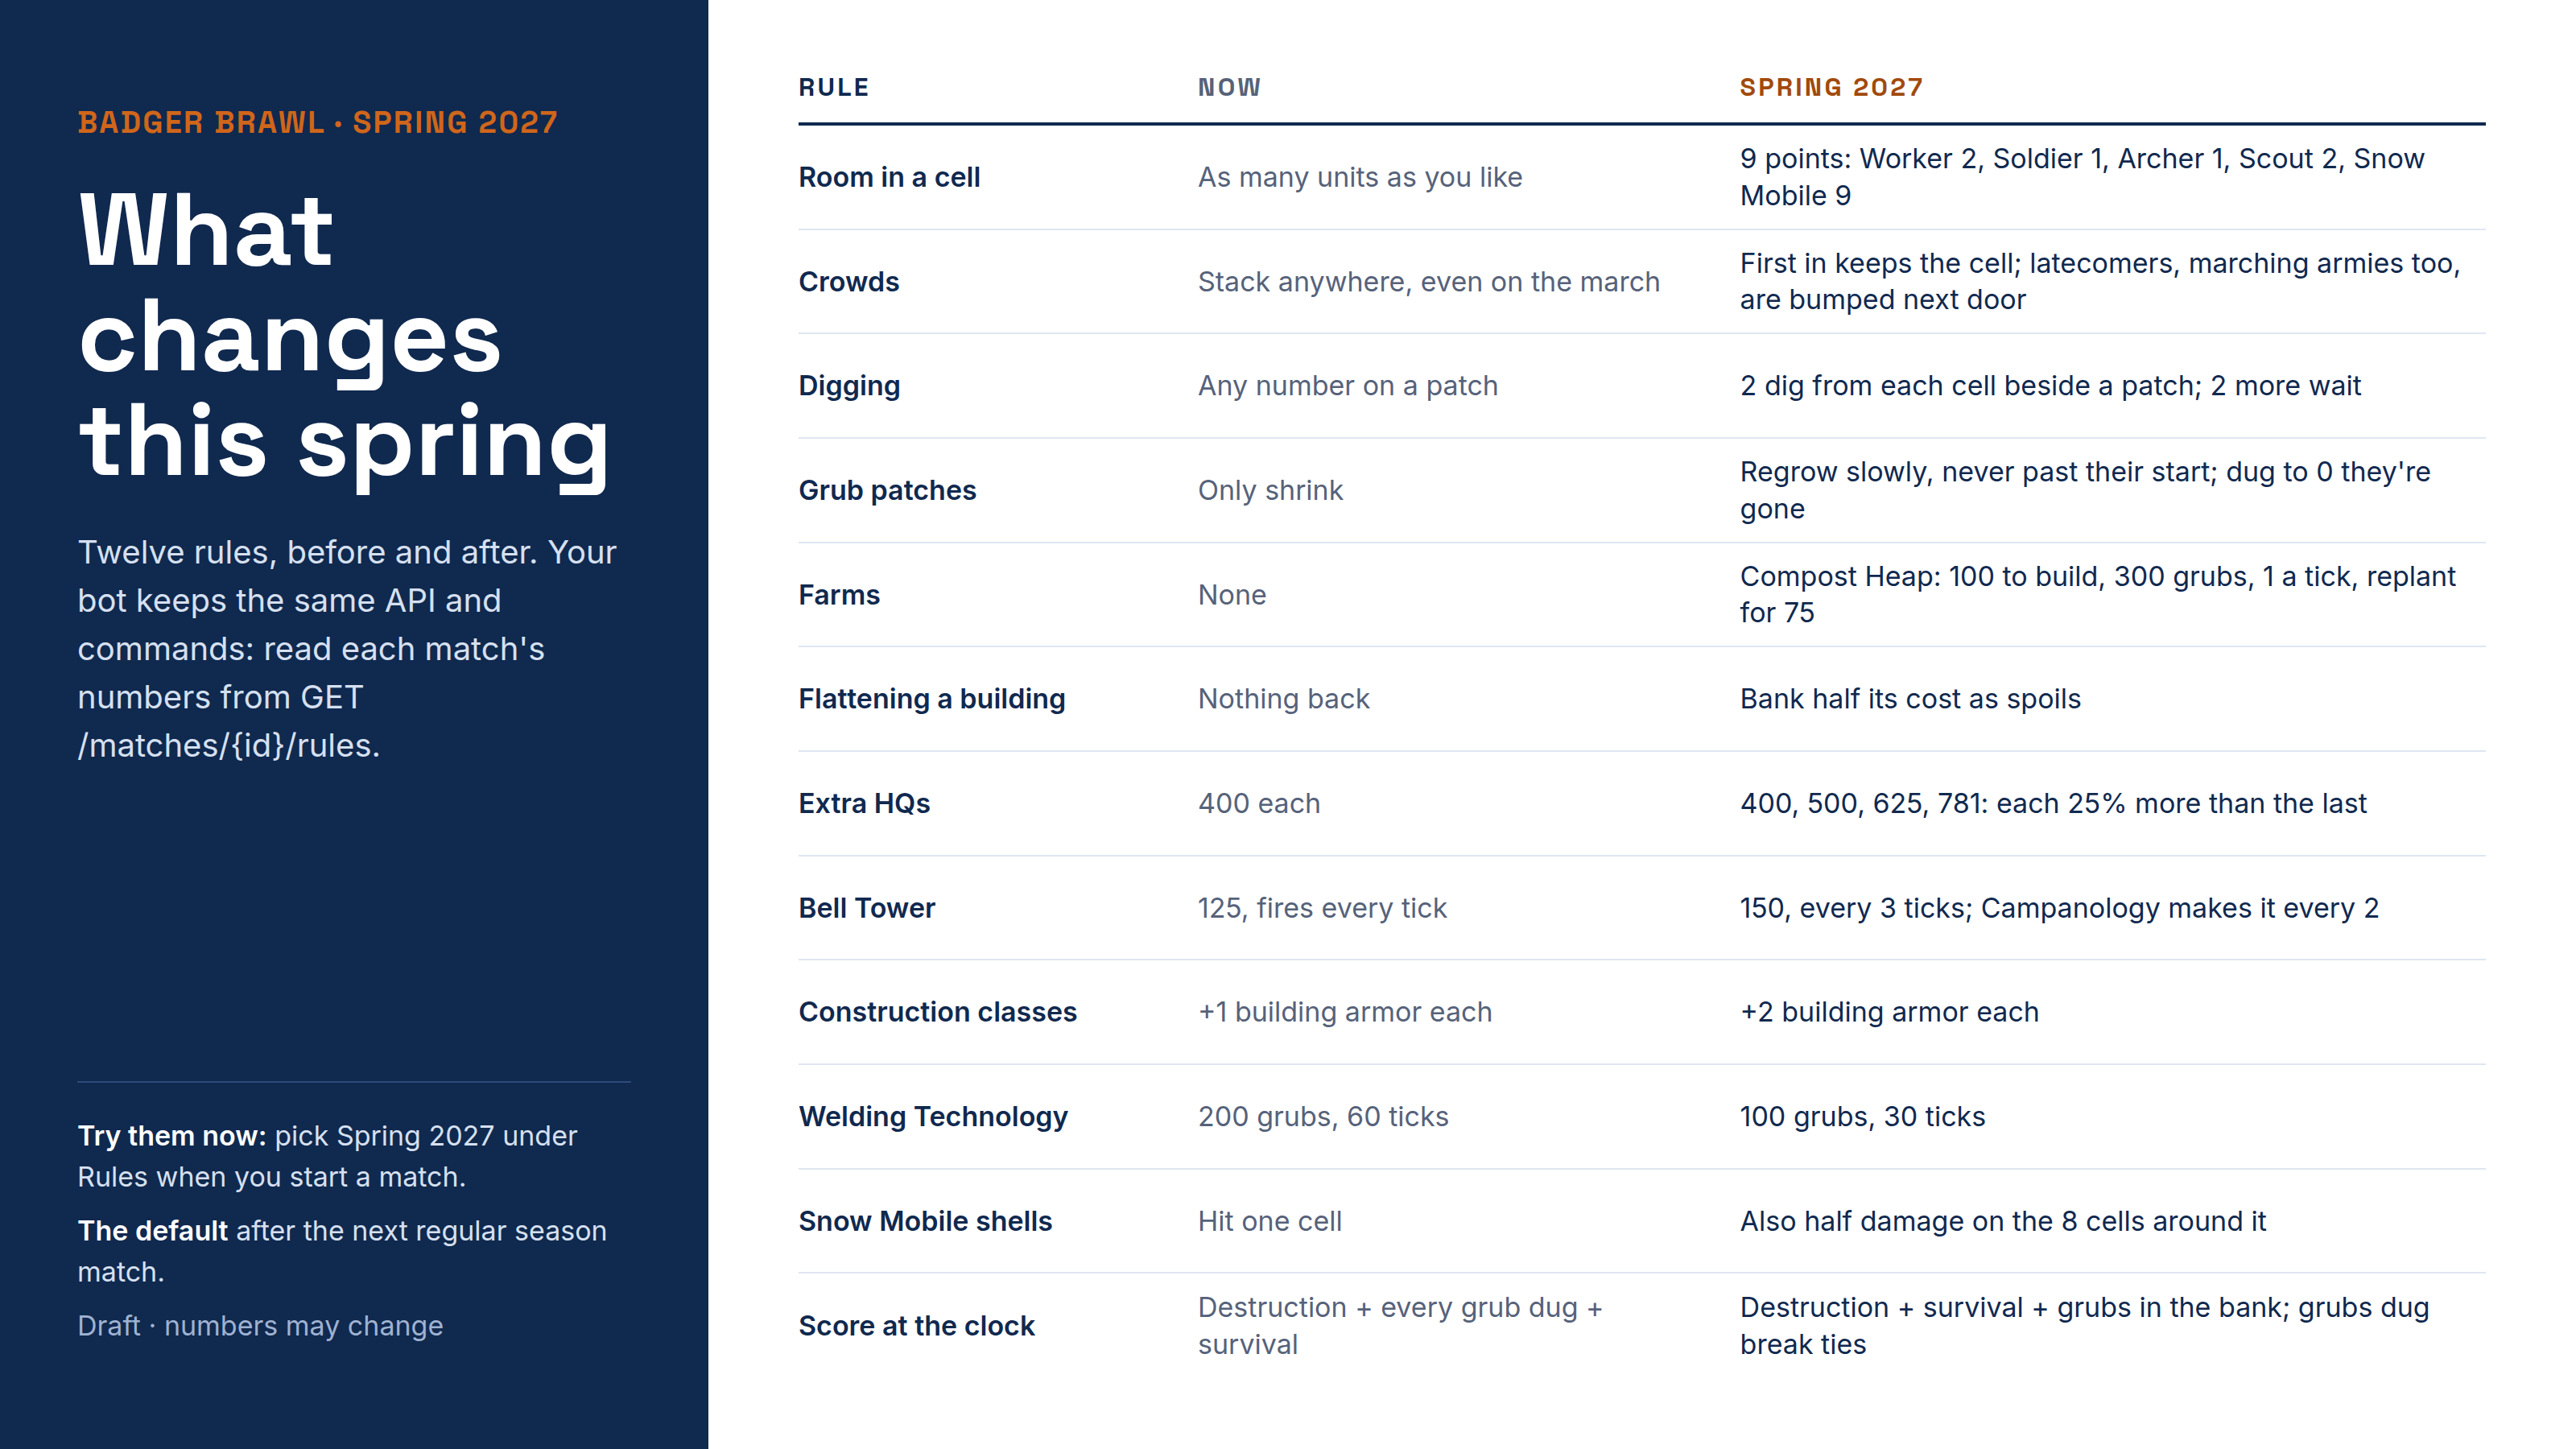 BADGER BRAWL · SPRING 2027
What
changes
this spring
Twelve rules, before and after. Your
bot keeps the same API and
commands: read each match's
numbers from GET
/matches/{id}/rules.
Try them now: pick Spring 2027 under
Rules when you start a match.
The default after the next regular season
match.
Draft · numbers may change
RULE NOW SPRING 2027
Room in a cell As many units as you like 9 points: Worker 2, Soldier 1, Archer 1, Scout 2, Snow
Mobile 9
Crowds Stack anywhere, even on the march First in keeps the cell; latecomers, marching armies too,
are bumped next door
Digging Any number on a patch 2 dig from each cell beside a patch; 2 more wait
Grub patches Only shrink Regrow slowly, never past their start; dug to 0 they're
gone
Farms None Compost Heap: 100 to build, 300 grubs, 1 a tick, replant
for 75
Flattening a building Nothing back Bank half its cost as spoils
Extra HQs 400 each 400, 500, 625, 781: each 25% more than the last
Bell Tower 125, fires every tick 150, every 3 ticks; Campanology makes it every 2
Construction classes +1 building armor each +2 building armor each
Welding Technology 200 grubs, 60 ticks 100 grubs, 30 ticks
Snow Mobile shells Hit one cell Also half damage on the 8 cells around it
Score at the clock Destruction + every grub dug +
survival Destruction + survival + grubs in the bank; grubs dug
break ties